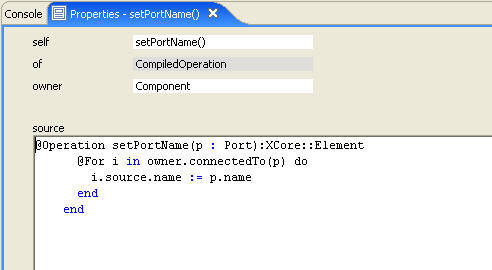 Console Properties - setPortName()
self setPortName()
of CompiledOperation
owner Component
source
@Operation setPortName(p : Port):XCore::Element
@For i in owner.connectedTo(p) do
i.source.name := p.name
end
end